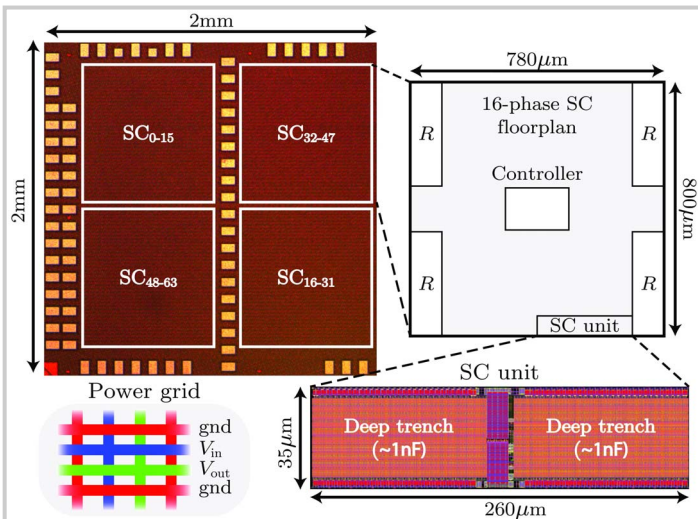 2mm
2mm
SC0-15
SC32-47
SC48-63
SC16-31
780μm
800μm
16-phase SC
floorplan
R
R
Controller
R
R
SC unit
Power grid
gnd
Vin
Vout
gnd
SC unit
35μm
Deep trench
(~1nF)
Deep trench
(~1nF)
260μm